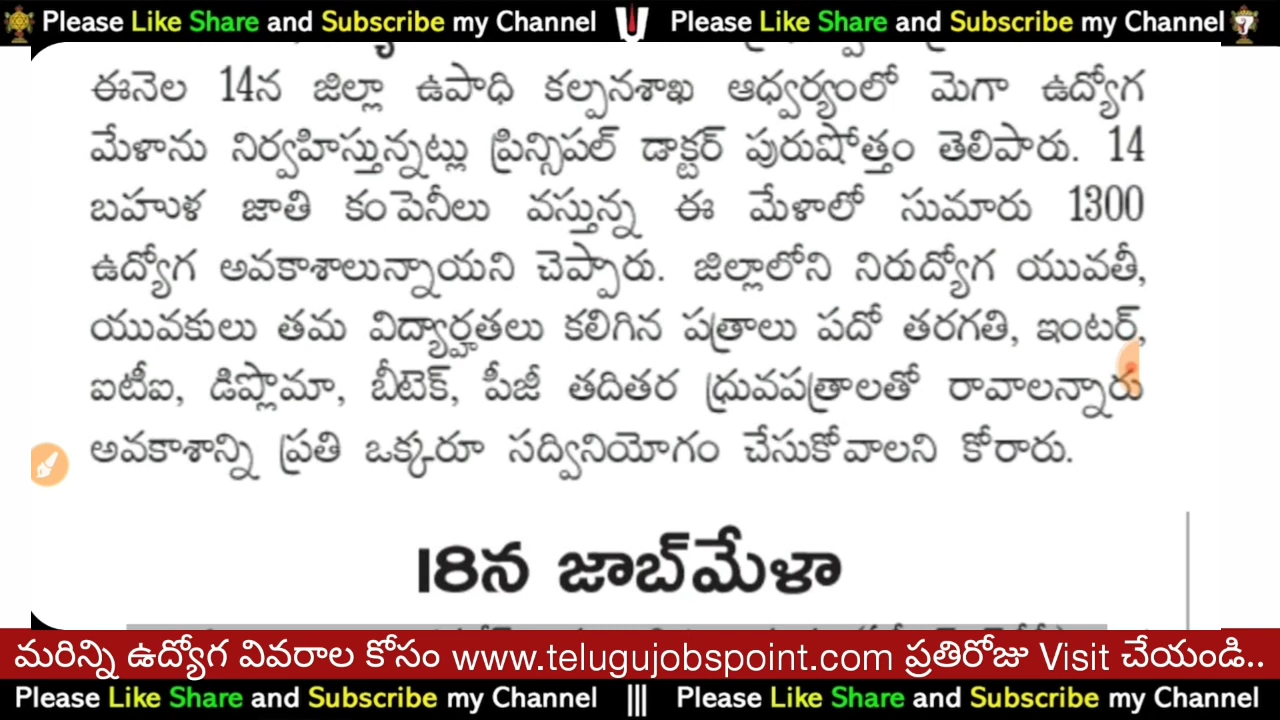 Please Like Share and Subscribe my Channel Please Like Share and Subscribe my Channel
ఈనెల 14న జిల్లా ఉపాధి కల్పనశాఖ ఆధ్వర్యంలో మెగా ఉద్యోగ
మేళాను నిర్వహిస్తున్నట్లు ప్రిన్సిపల్ డాక్టర్ పురుషోత్తం తెలిపారు. 14
బహుళ జాతి కంపెనీలు వస్తున్న ఈ మేళాలో సుమారు 1300
ఉద్యోగ అవకాశాలున్నాయని చెప్పారు. జిల్లాలోని నిరుద్యోగ యువతీ,
యువకులు తమ విద్యార్హతలు కలిగిన పత్రాలు పదో తరగతి, ఇంటర్,
ఐటీఐ, డిప్లొమా, బీటెక్, పీజీ తదితర ధ్రువపత్రాలతో రావాలన్నారు
అవకాశాన్ని ప్రతి ఒక్కరూ సద్వినియోగం చేసుకోవాలని కోరారు.
18న జాబ్‌మేళా
మరిన్ని ఉద్యోగ వివరాల కోసం www.telugujobspoint.com ప్రతిరోజు Visit చేయండి..
Please Like Share and Subscribe my Channel ||| Please Like Share and Subscribe my Channel